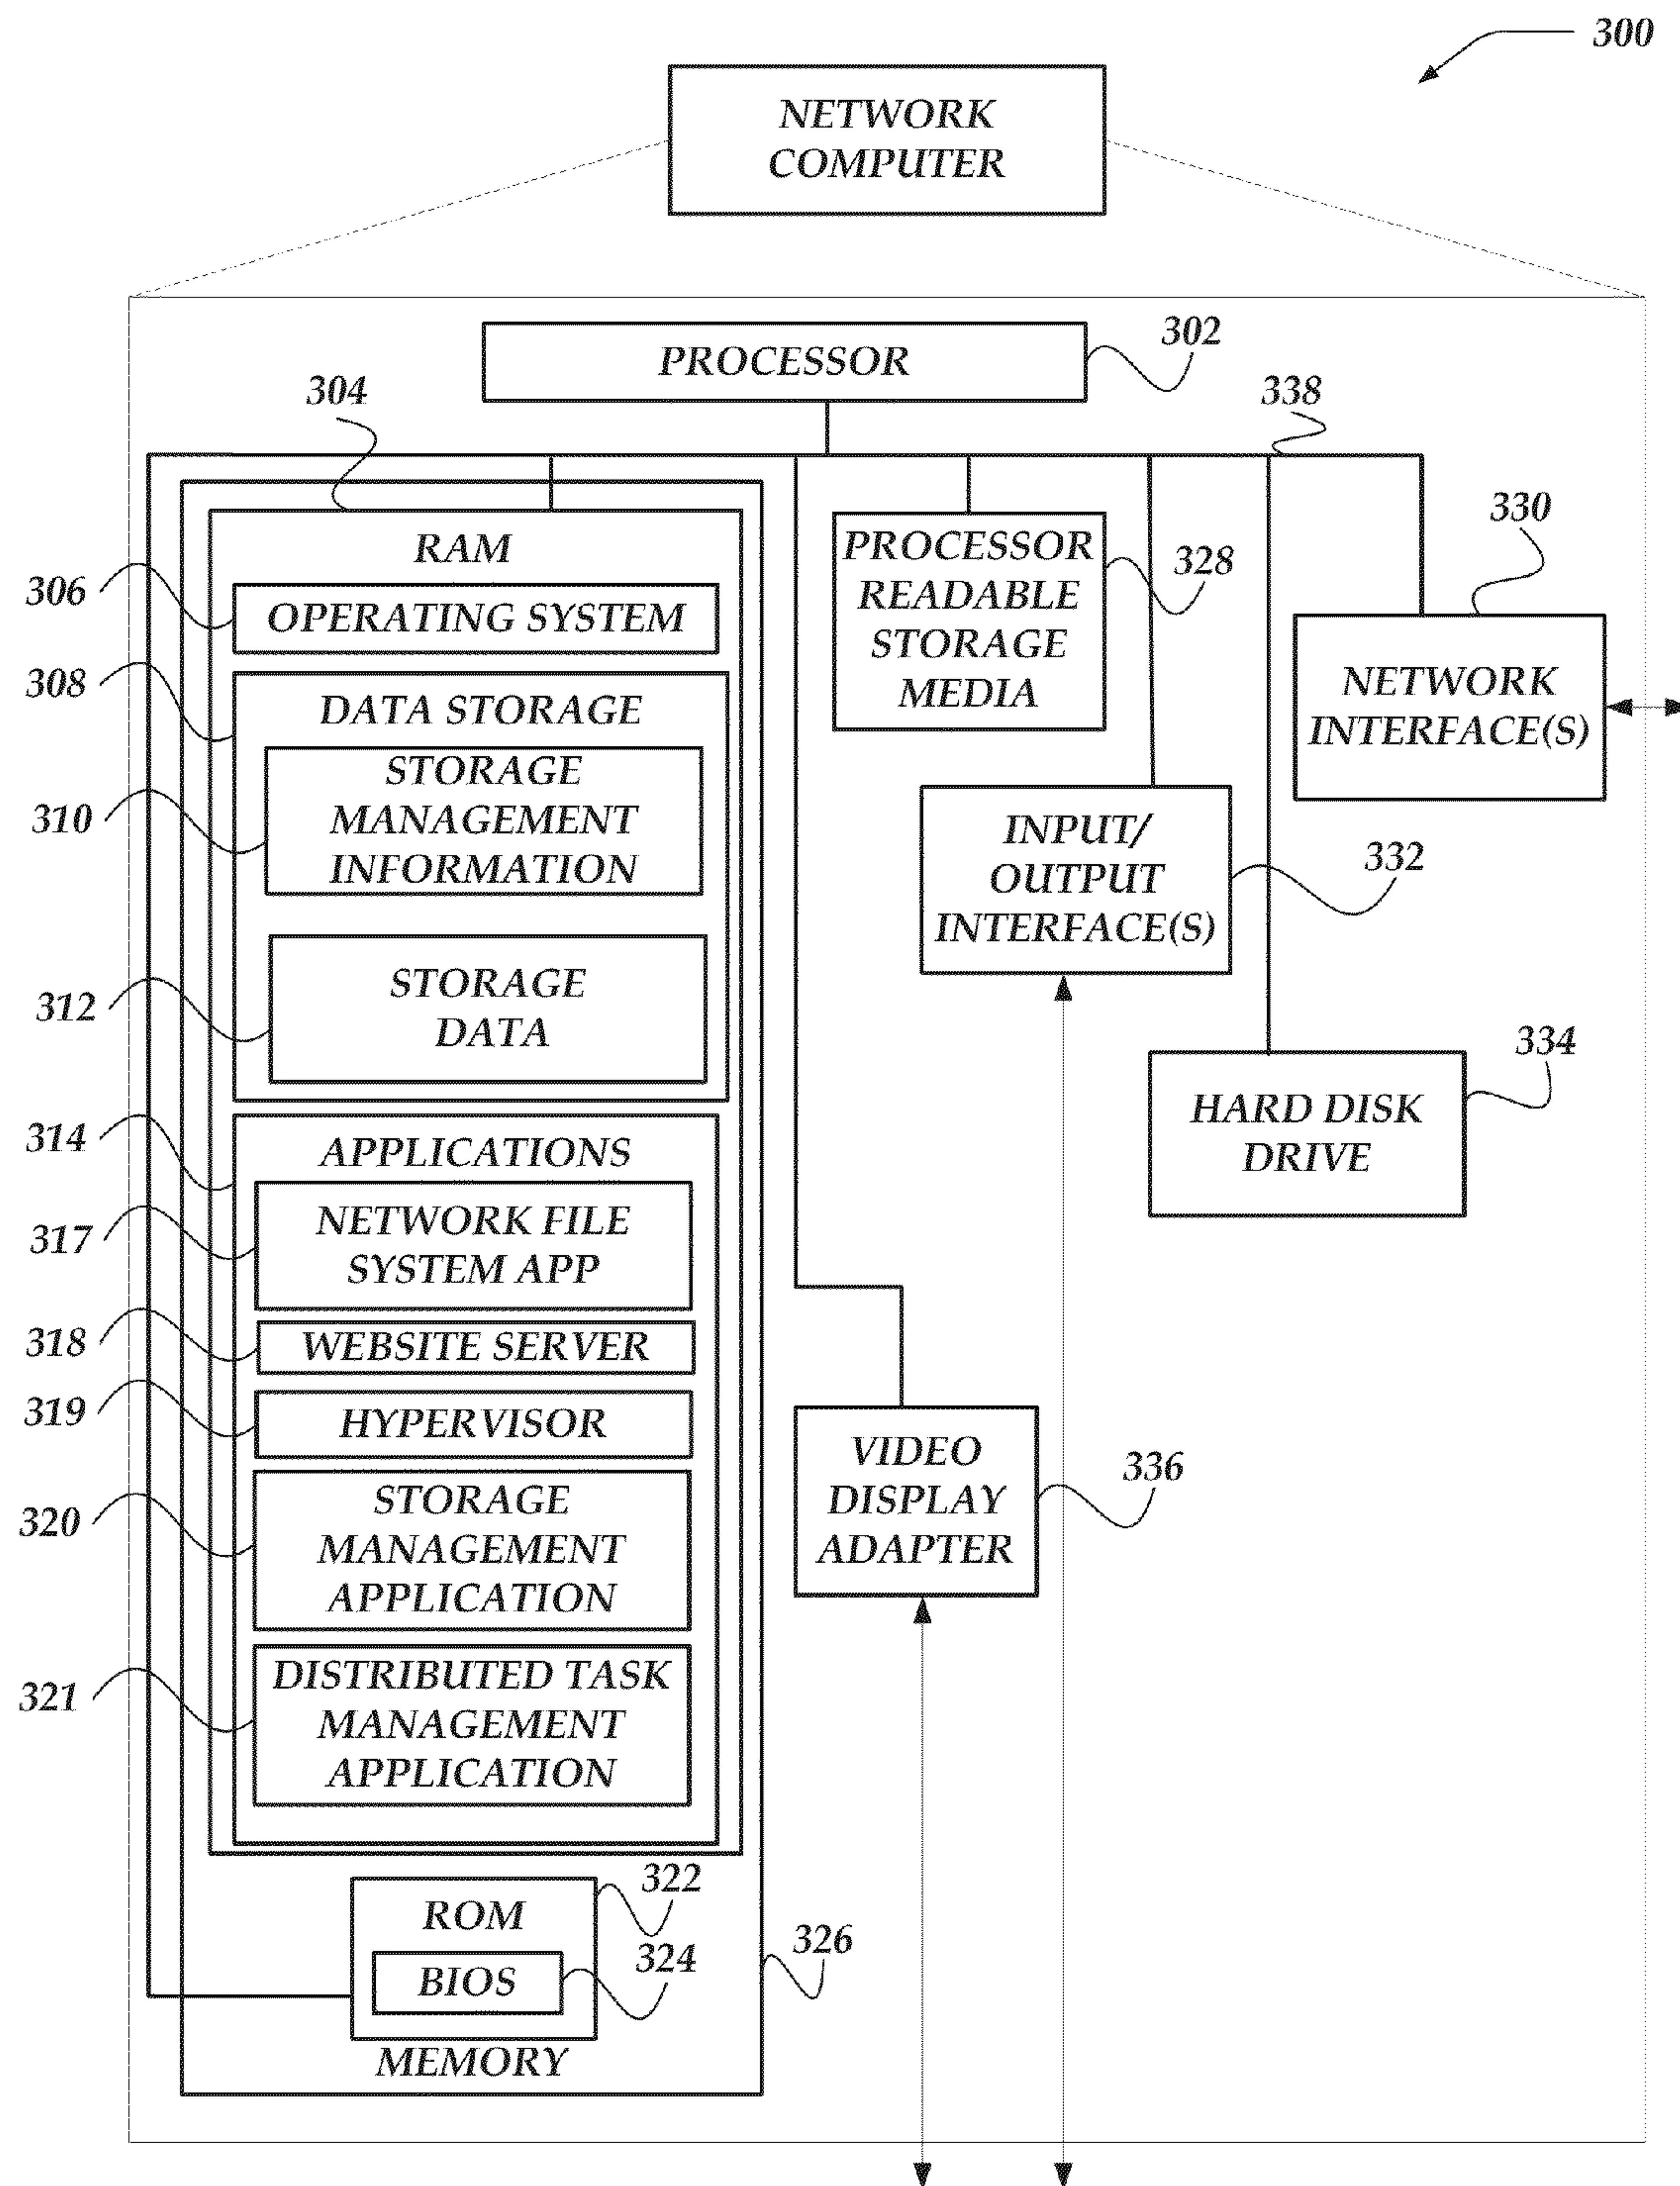 300
NETWORK
COMPUTER
PROCESSOR
302
304
338
RAM
306
OPERATING SYSTEM
308
DATA STORAGE
310
STORAGE
MANAGEMENT
INFORMATION
312
STORAGE
DATA
314
APPLICATIONS
317
NETWORK FILE
SYSTEM APP
318
WEBSITE SERVER
319
HYPERVISOR
320
STORAGE
MANAGEMENT
APPLICATION
321
DISTRIBUTED TASK
MANAGEMENT
APPLICATION
322
ROM
324
BIOS
326
MEMORY
PROCESSOR
READABLE
STORAGE
MEDIA
328
330
NETWORK
INTERFACE(S)
INPUT/
OUTPUT
INTERFACE(S)
332
334
HARD DISK
DRIVE
VIDEO
DISPLAY
ADAPTER
336